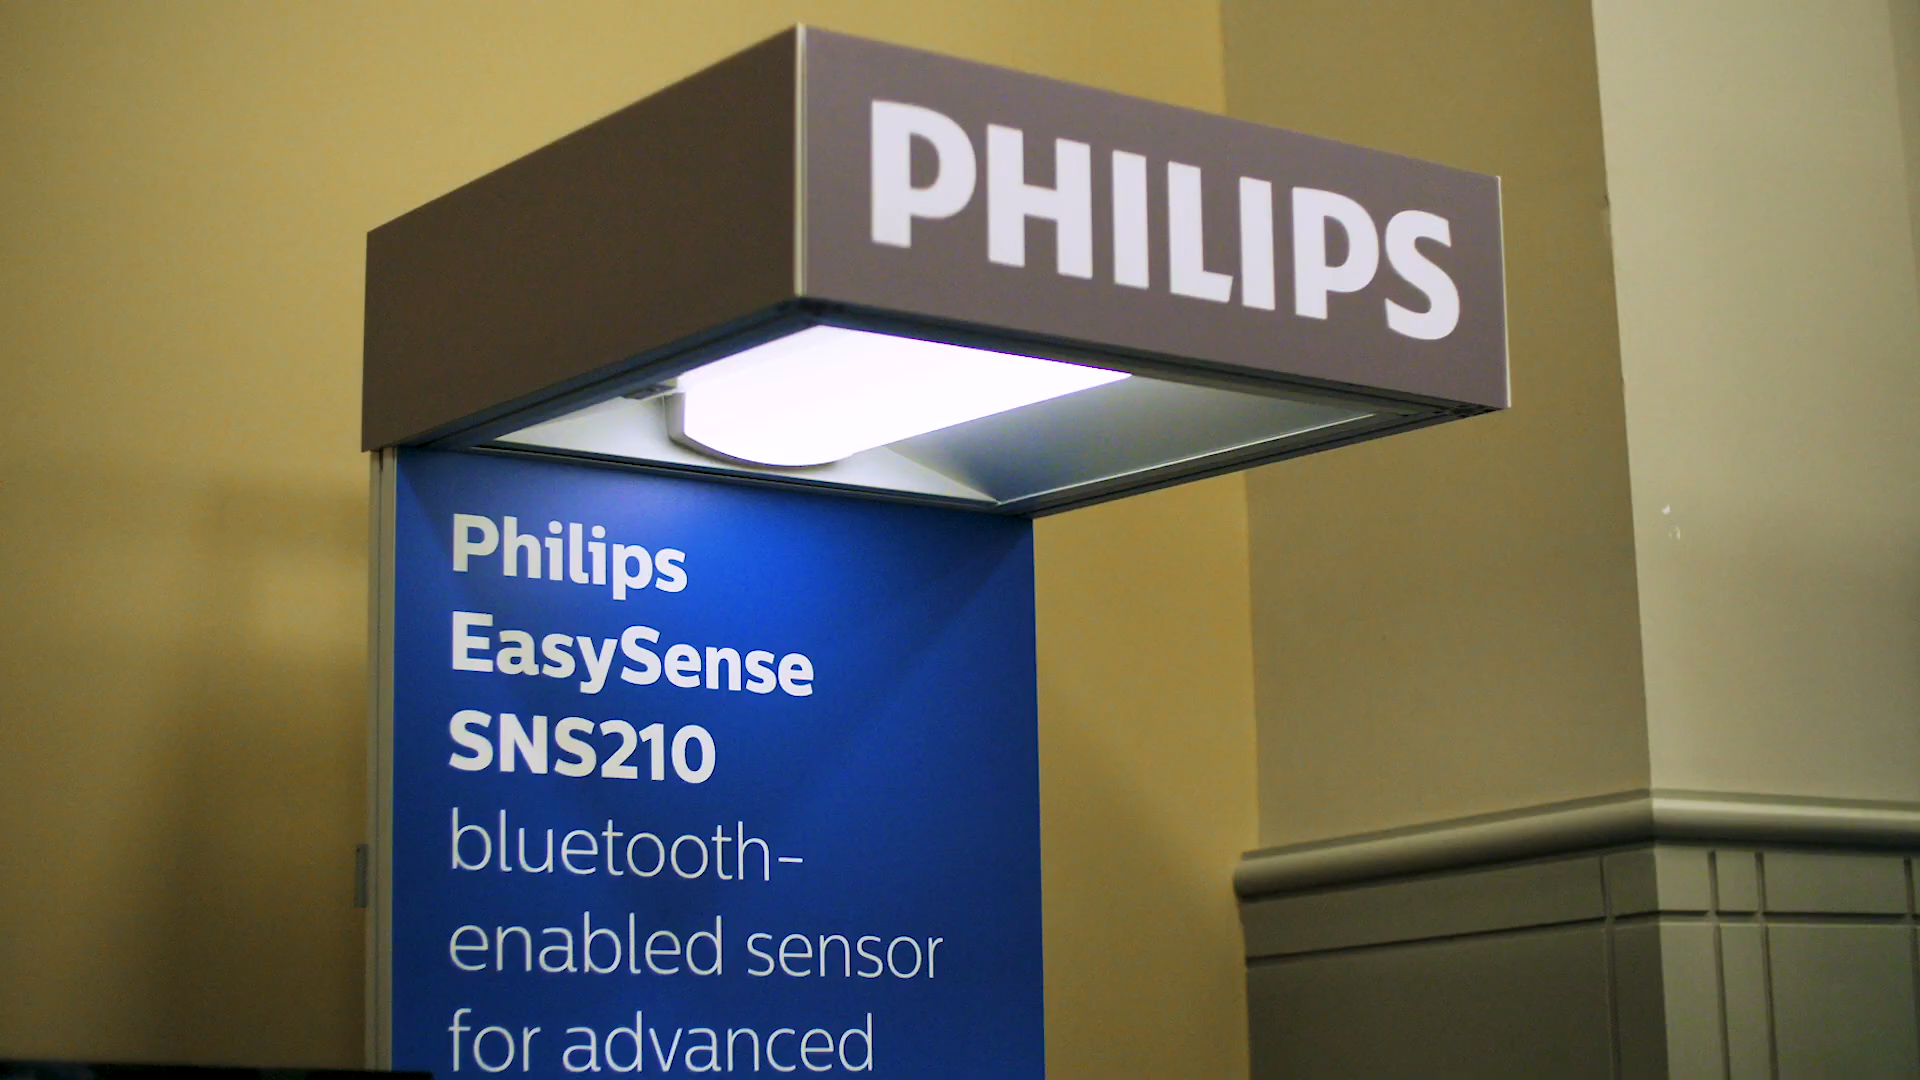 PHILIPS
Philips
EasySense
SNS210
bluetooth-
enabled sensor
for advanced